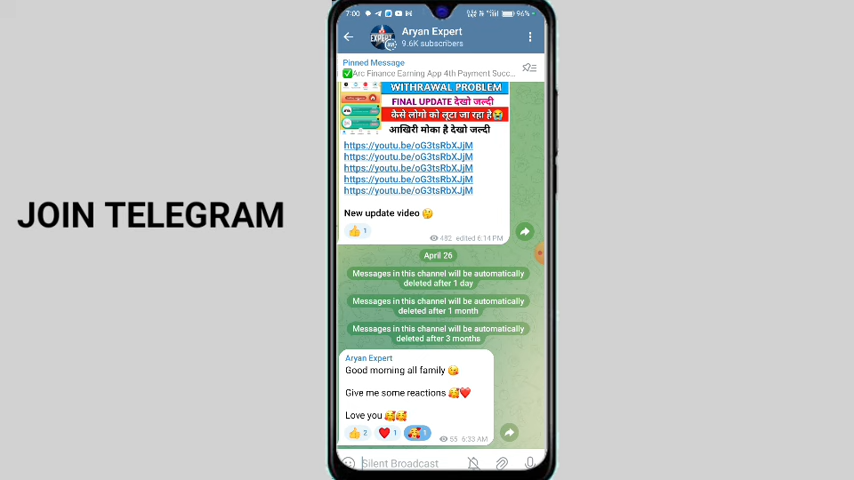 7:00
96%
Aryan Expert
9.6K subscribers
Pinned Message
✅Arc Finance Earning App 4th Payment Succ...
WITHDRAWAL PROBLEM
FINAL UPDATE देखो जल्दी
कैसे लोगो को लूटा जा रहा है😭
आखिरी मोका है देखो जल्दी
https://youtu.be/oG3tsRbXJjM
https://youtu.be/oG3tsRbXJjM
https://youtu.be/oG3tsRbXJjM
https://youtu.be/oG3tsRbXJjM
https://youtu.be/oG3tsRbXJjM
New update video 🤔
👍 1
482 edited 6:14 PM
JOIN TELEGRAM
April 26
Messages in this channel will be automatically
deleted after 1 day
Messages in this channel will be automatically
deleted after 1 month
Messages in this channel will be automatically
deleted after 3 months
Aryan Expert
Good morning all family 😘
Give me some reactions 🥰❤️
Love you 🥰🥰
👍 2 ❤️ 1 🥰 1
55 6:33 AM
Silent Broadcast